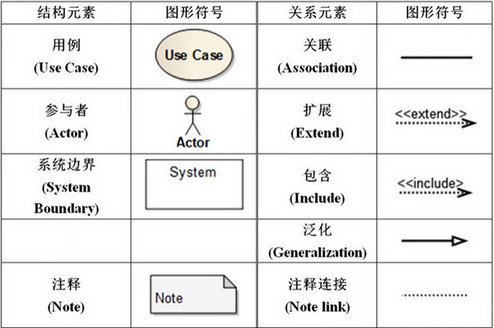 结构元素 图形符号 关系元素 图形符号
用例
(Use Case)
Use Case
关联
(Association)
参与者
(Actor)
Actor
扩展
(Extend)
<<extend>>
系统边界
(System
Boundary)
System
包含
(Include)
<<include>
泛化
(Generalization)
注释
(Note)
Note
注释连接
(Note link)